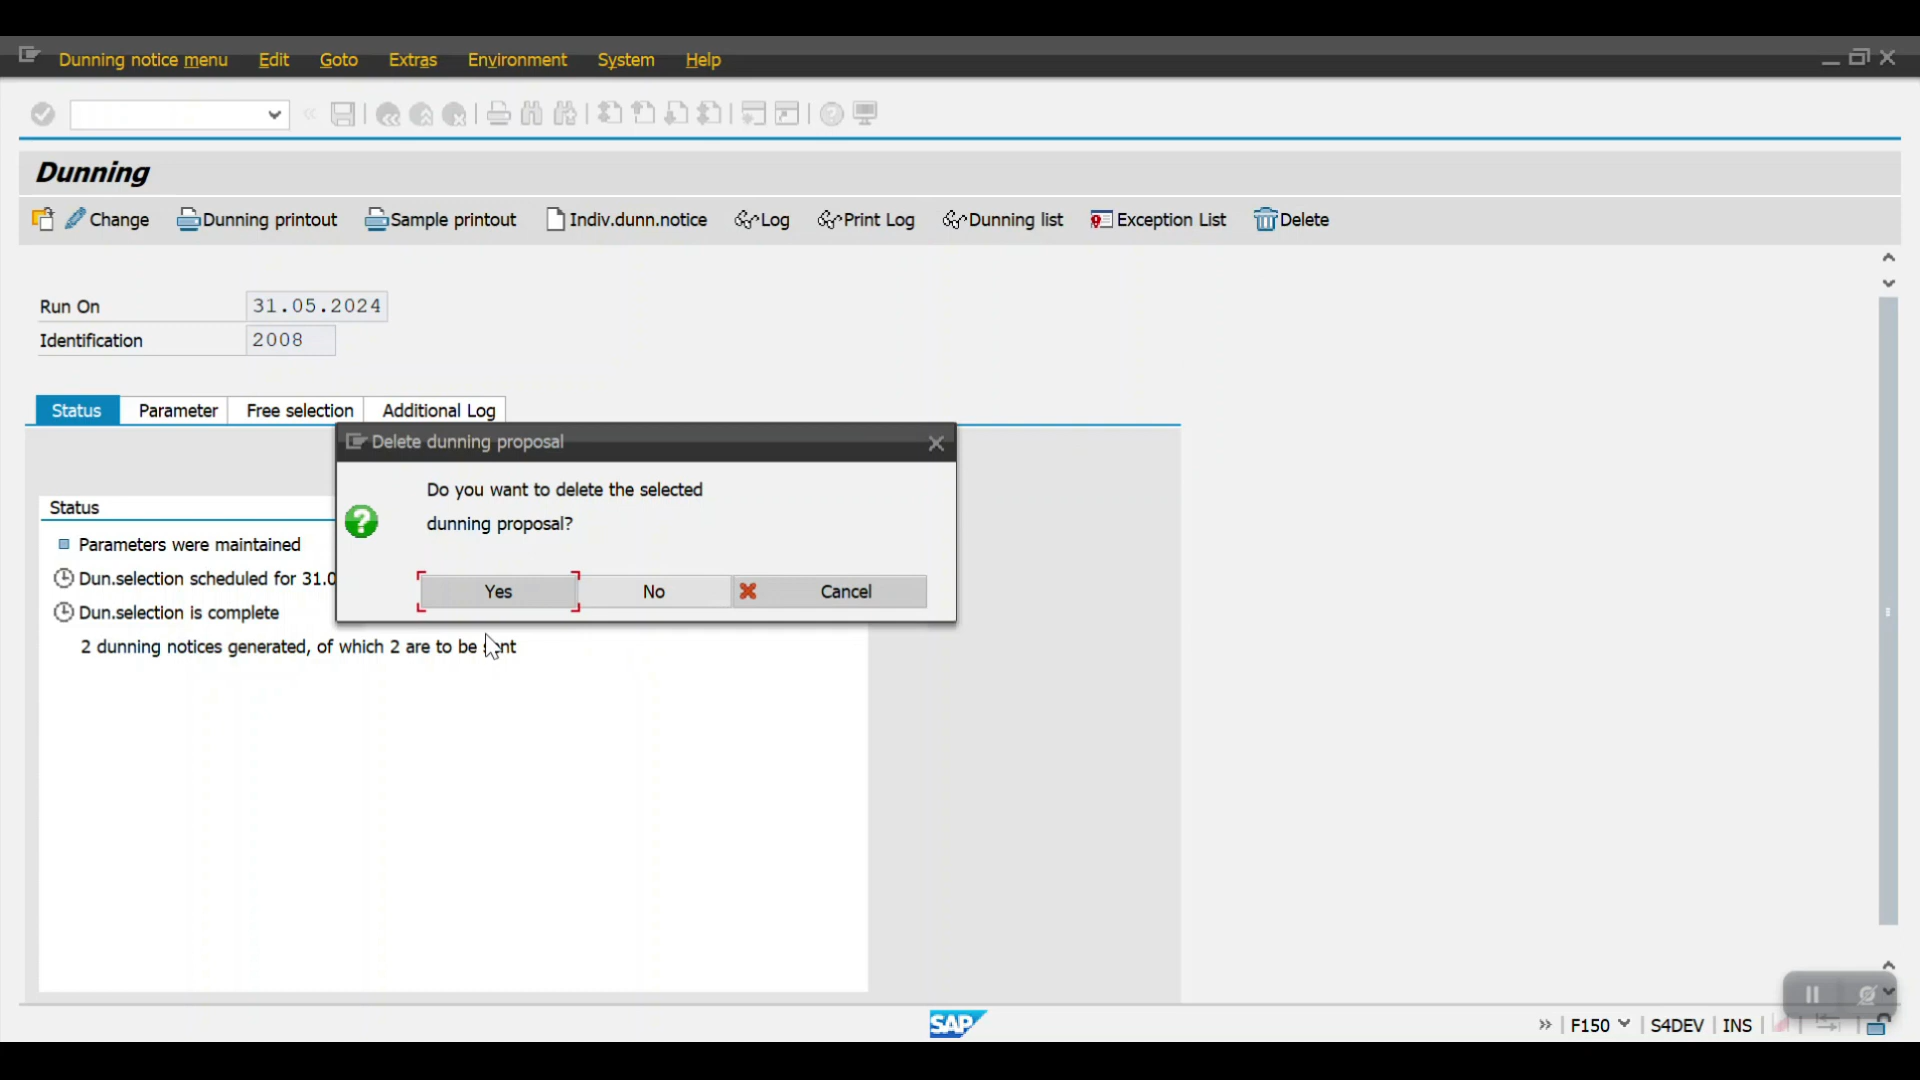 Dunning notice menu Edit Goto Extras Environment System Help
Dunning
Change Dunning printout Sample printout Indiv.dunn.notice Log Print Log Dunning list Exception List Delete
Run On 31.05.2024
Identification 2008
Status Parameter Free selection Additional Log
Delete dunning proposal
Do you want to delete the selected
dunning proposal?
Yes No Cancel
Status
Parameters were maintained
Dun.selection scheduled for 31.0
Dun.selection is complete
2 dunning notices generated, of which 2 are to be
SAP F150 S4DEV INS